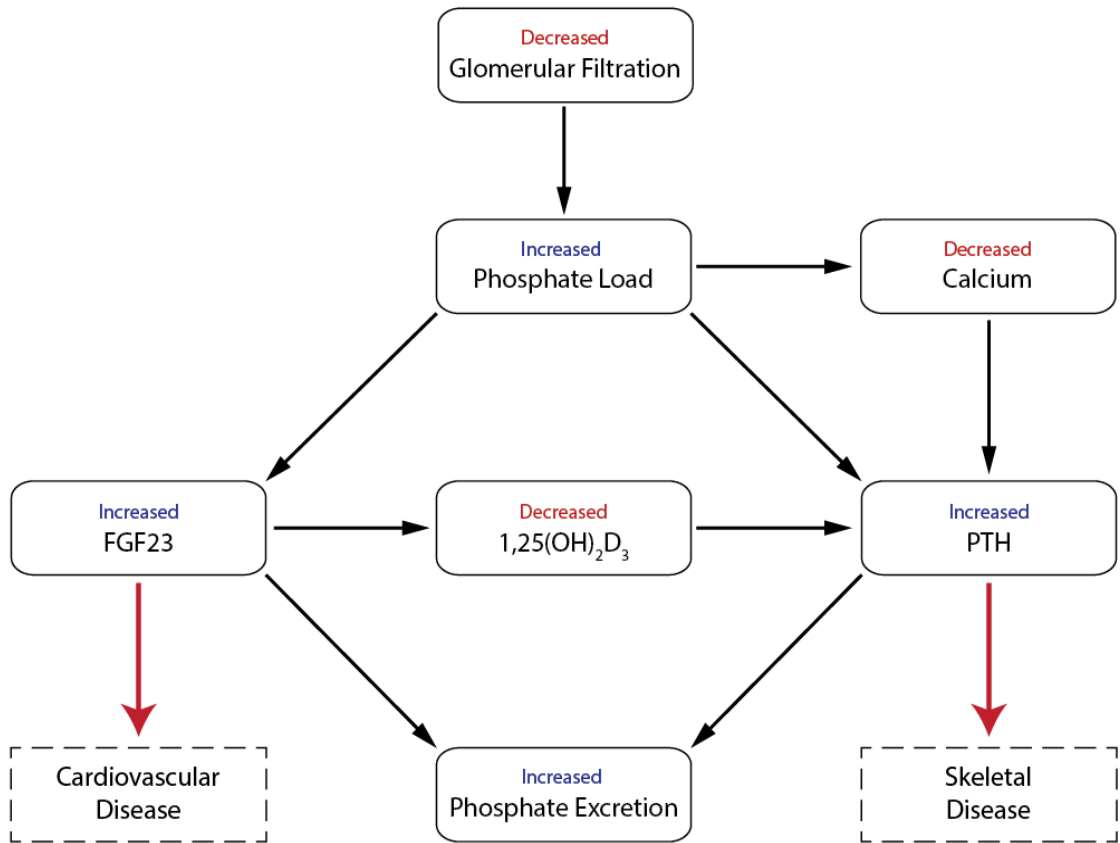 Decreased
Glomerular Filtration
Increased
Phosphate Load
Decreased
Calcium
Increased
FGF23
Decreased
1,25(OH)₂D₃
Increased
PTH
Cardiovascular
Disease
Increased
Phosphate Excretion
Skeletal
Disease